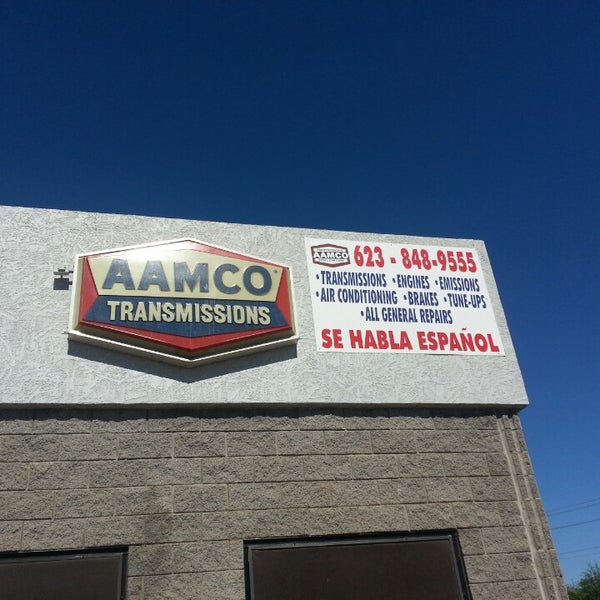 AAMCO
TRANSMISSIONS
AAMCO 623 - 848-9555
•TRANSMISSIONS •ENGINES •EMISSIONS
•AIR CONDITIONING •BRAKES •TUNE-UPS
•ALL GENERAL REPAIRS
SE HABLA ESPAÑOL